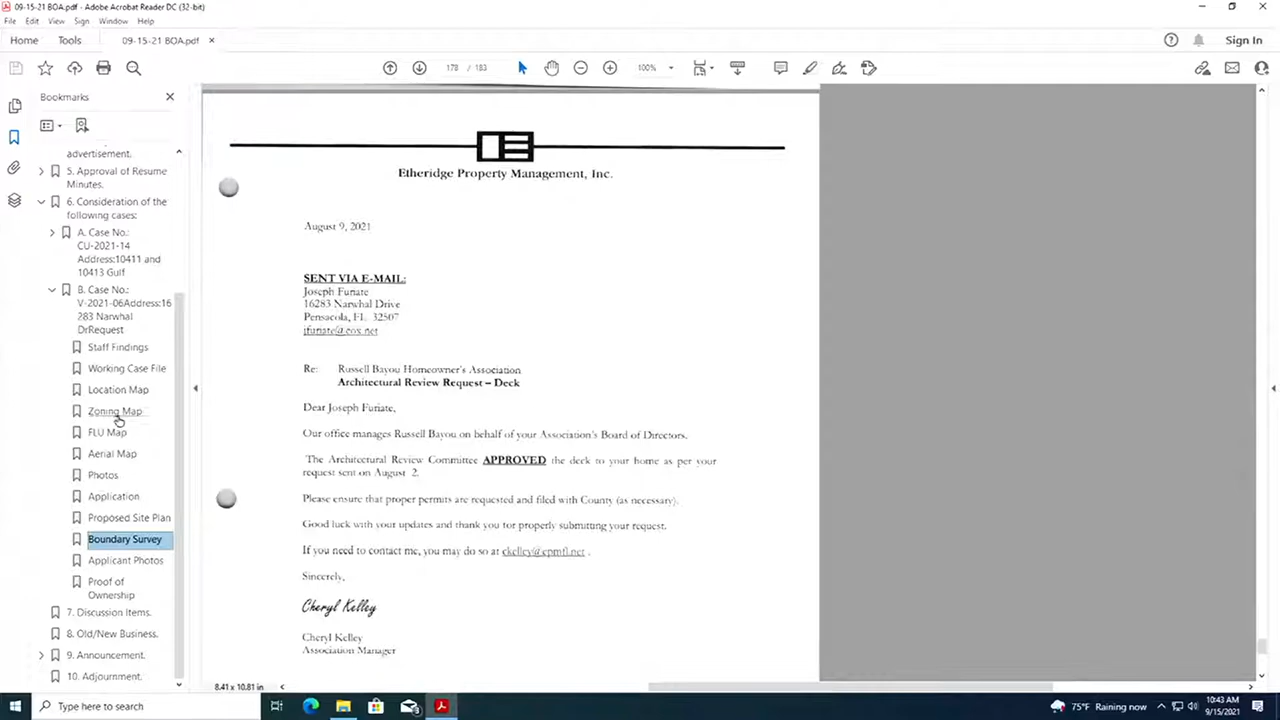 09-15-21 BOA.pdf - Adobe Acrobat Reader DC (32-bit)
File Edit View Sign Window Help
Home Tools 09-15-21 BOA.pdf × Sign In
178 / 183 100%
Bookmarks
advertisement.
5. Approval of Resume
Minutes.
6. Consideration of the
following cases:
A. Case No.:
CU-2021-14
Address:10411 and
10413 Gulf
B. Case No.:
V-2021-06Address:16
283 Narwhal
DrRequest
Staff Findings
Working Case File
Location Map
Zoning Map
FLU Map
Aerial Map
Photos
Application
Proposed Site Plan
Boundary Survey
Applicant Photos
Proof of
Ownership
7. Discussion Items.
8. Old/New Business.
9. Announcement.
10. Adjournment.
Etheridge Property Management, Inc.
August 9, 2021
SENT VIA E-MAIL:
Joseph Furiate
16283 Narwhal Drive
Pensacola, FL 32507
jfuriate@cox.net
Re: Russell Bayou Homeowner's Association
Architectural Review Request – Deck
Dear Joseph Furiate,
Our office manages Russell Bayou on behalf of your Association's Board of Directors.
The Architectural Review Committee APPROVED the deck to your home as per your
request sent on August 2.
Please ensure that proper permits are requested and filed with County (as necessary).
Good luck with your updates and thank you for properly submitting your request.
If you need to contact me, you may do so at ckelley@epmfl.net .
Sincerely,
Cheryl Kelley
Cheryl Kelley
Association Manager
8.41 x 10.81 in
Type here to search
75°F Raining now
10:43 AM
9/15/2021